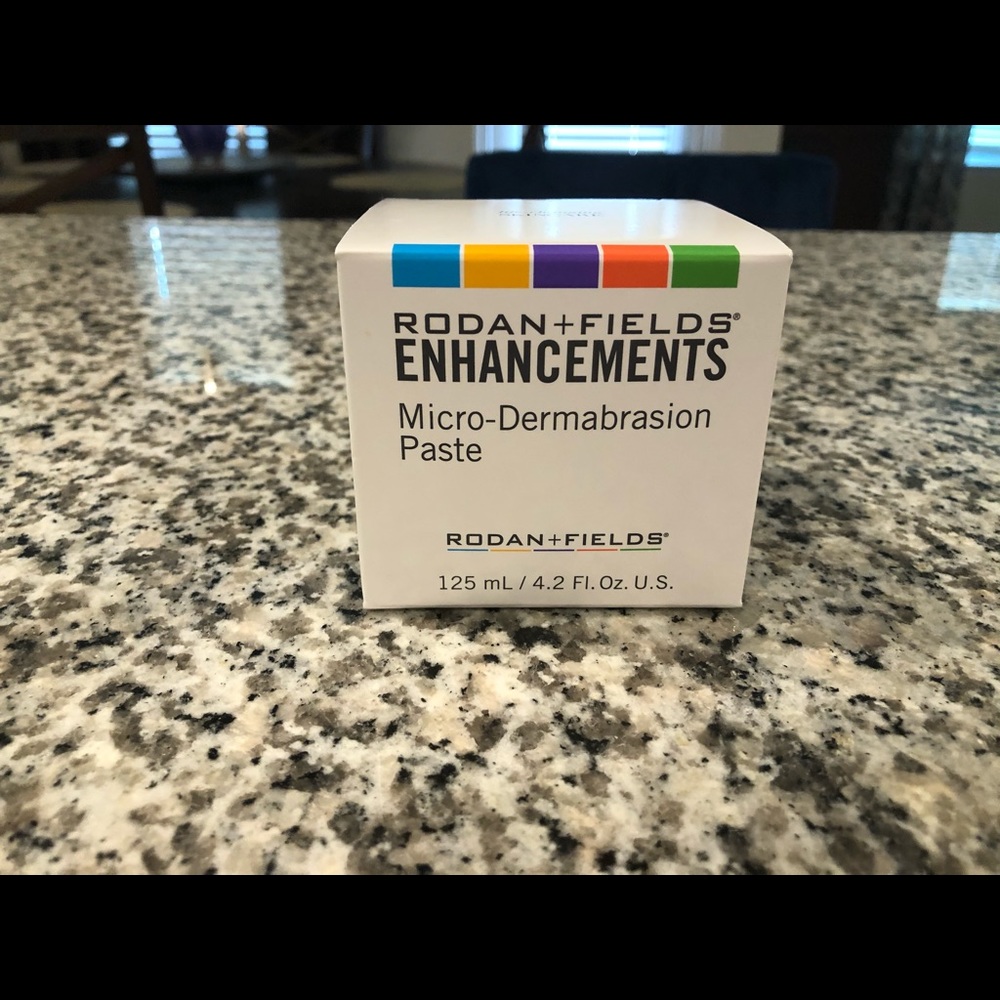 RODAN+FIELDS®
ENHANCEMENTS
Micro-Dermabrasion
Paste
RODAN+FIELDS®
125 mL / 4.2 Fl. Oz. U.S.